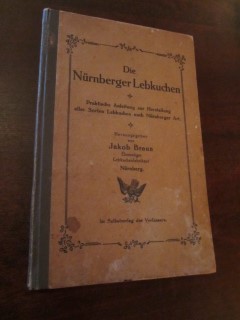 Die
Nürnberger Lebkuchen
Praktische Anleitung zur Herstellung
aller Sorten Lebkuchen nach Nürnberger Art.
Herausgegeben
von
Jakob Braun
Nürnberg.
Im Selbstverlag des Verfassers